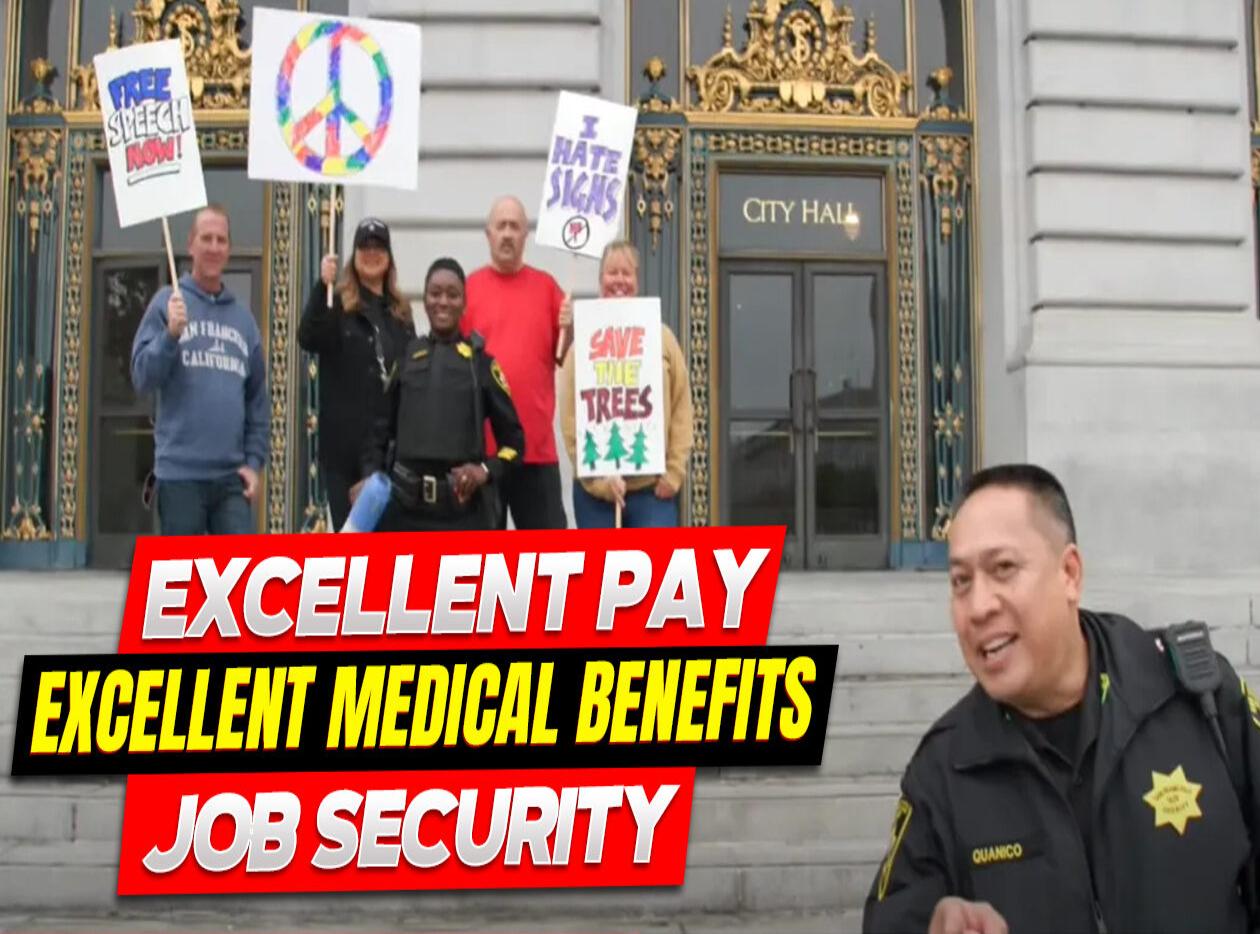 FREE
SPEECH
NOW!
I
HATE
SIGNS
CITY HALL
SAN FRANCISCO
CALIFORNIA
SAVE
THE
TREES
EXCELLENT PAY
EXCELLENT MEDICAL BENEFITS
JOB SECURITY
QUANICO